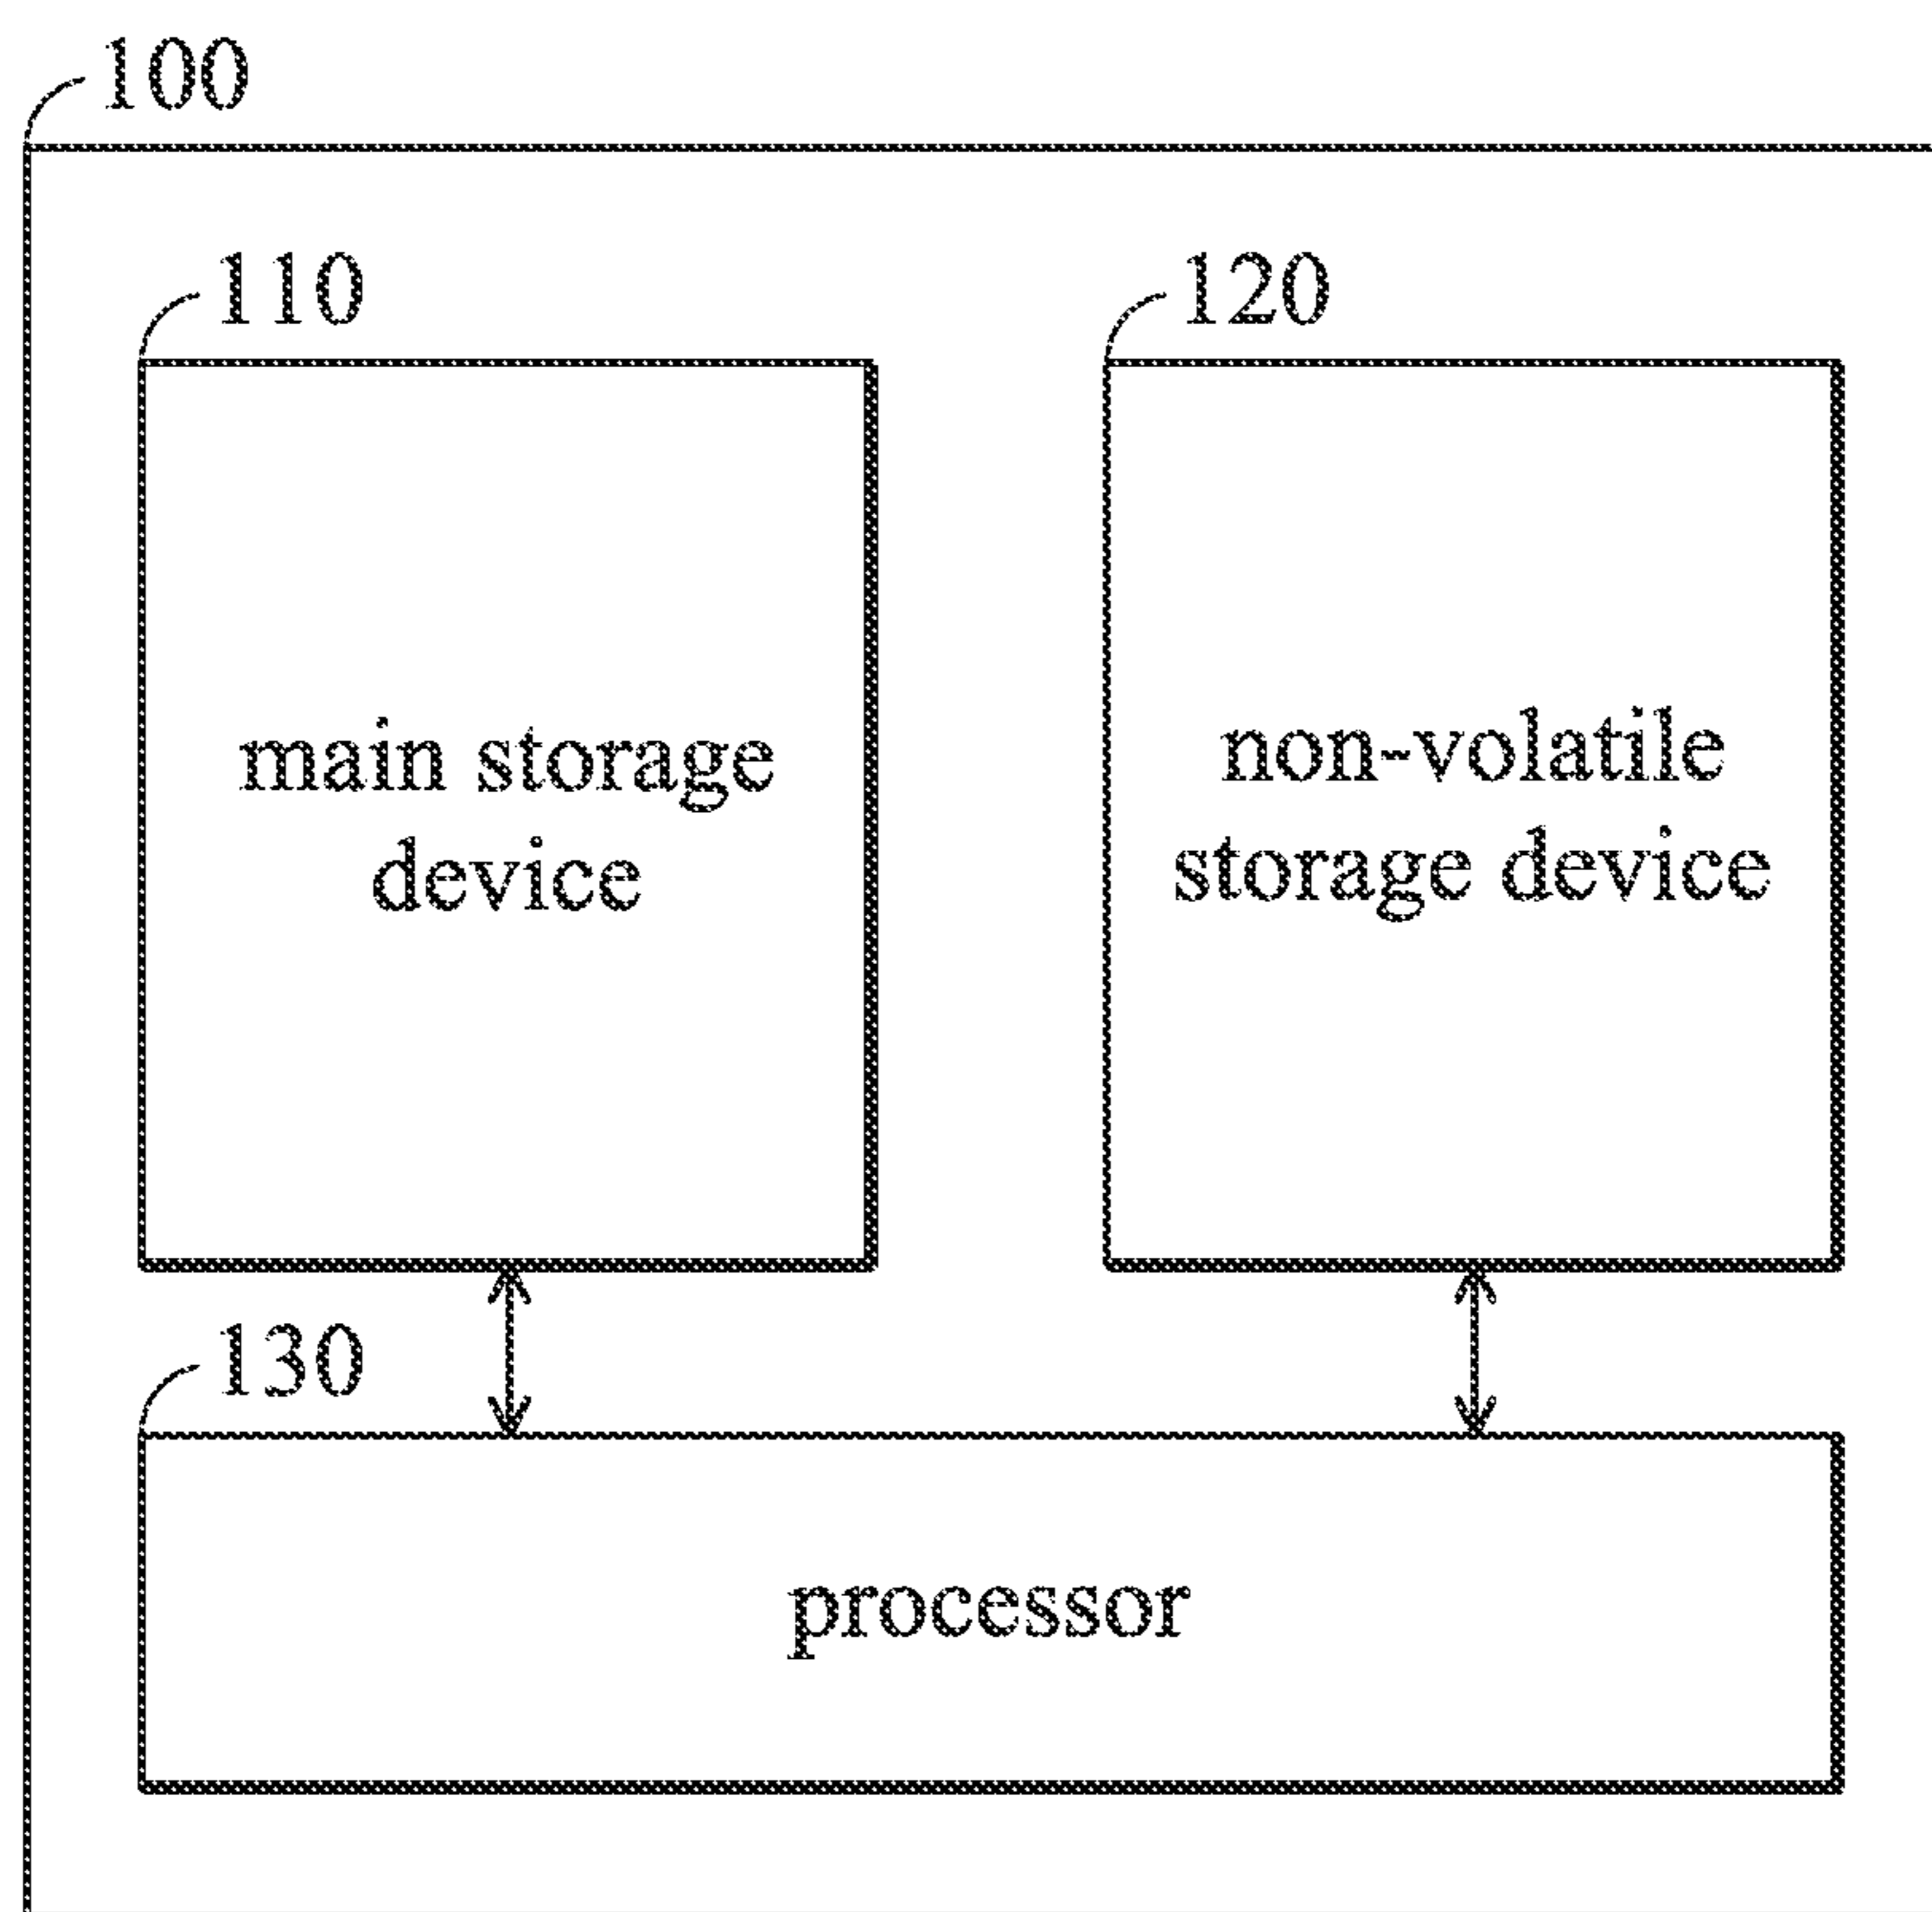 100
110
120
main storage
device
non-volatile
storage device
130
processor